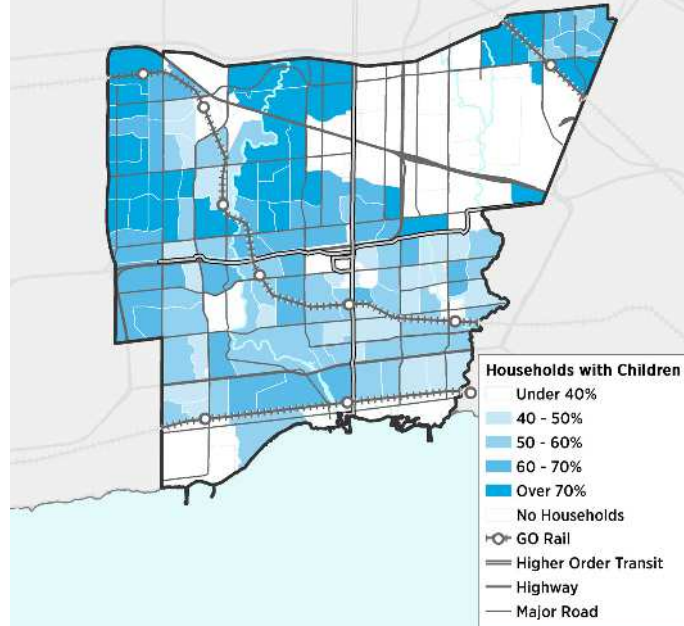 Households with Children
Under 40%
40 - 50%
50 - 60%
60 - 70%
Over 70%
No Households
GO Rail
Higher Order Transit
Highway
Major Road